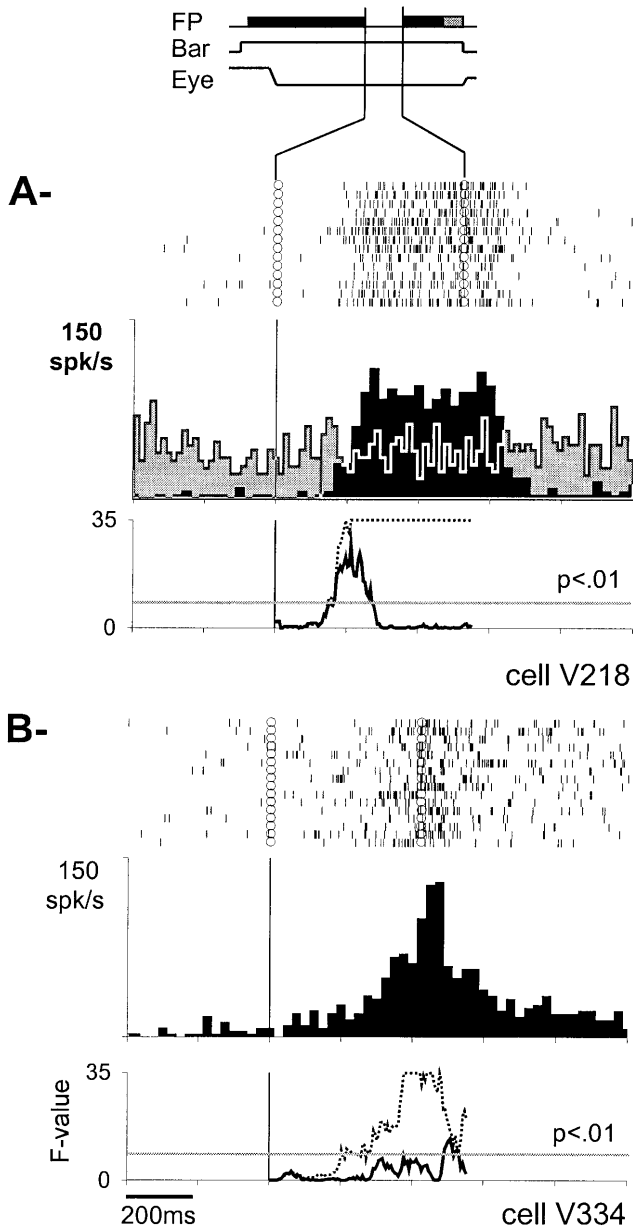 FP
Bar
Eye
A-
150
spk/s
35
p<.01
0
cell V218
B-
150
spk/s
35
F-value
p<.01
0
200ms
cell V334